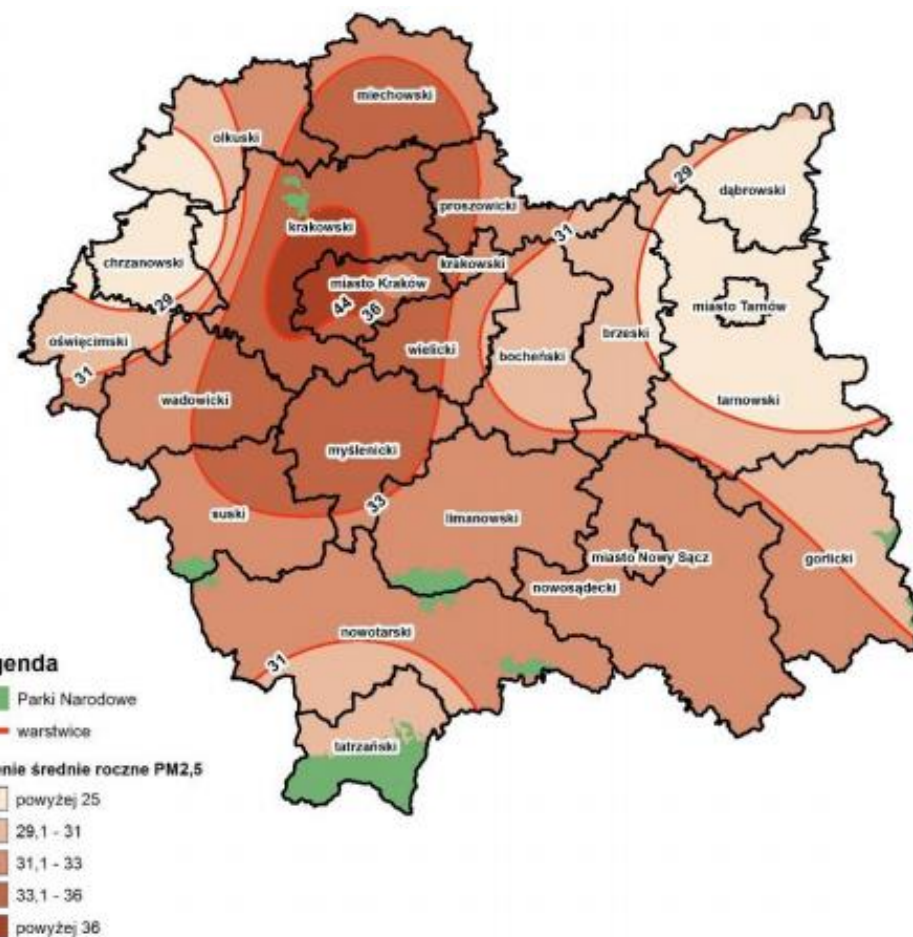 miechowski
olkuski
29
dąbrowski
proszowicki
krakowski
31
chrzanowski
krakowski
miasto Kraków
29
44
36
miasto Tarnów
oświęcimski
wielicki
bocheński
brzeski
31
wadowicki
tarnowski
myślenicki
33
suski
limanowski
miasto Nowy Sącz
gorlicki
nowosądecki
nowotarski
31
tatrzański
genda
Parki Narodowe
warstwice
enie średnie roczne PM2,5
powyżej 25
29,1 - 31
31,1 - 33
33,1 - 36
powyżej 36